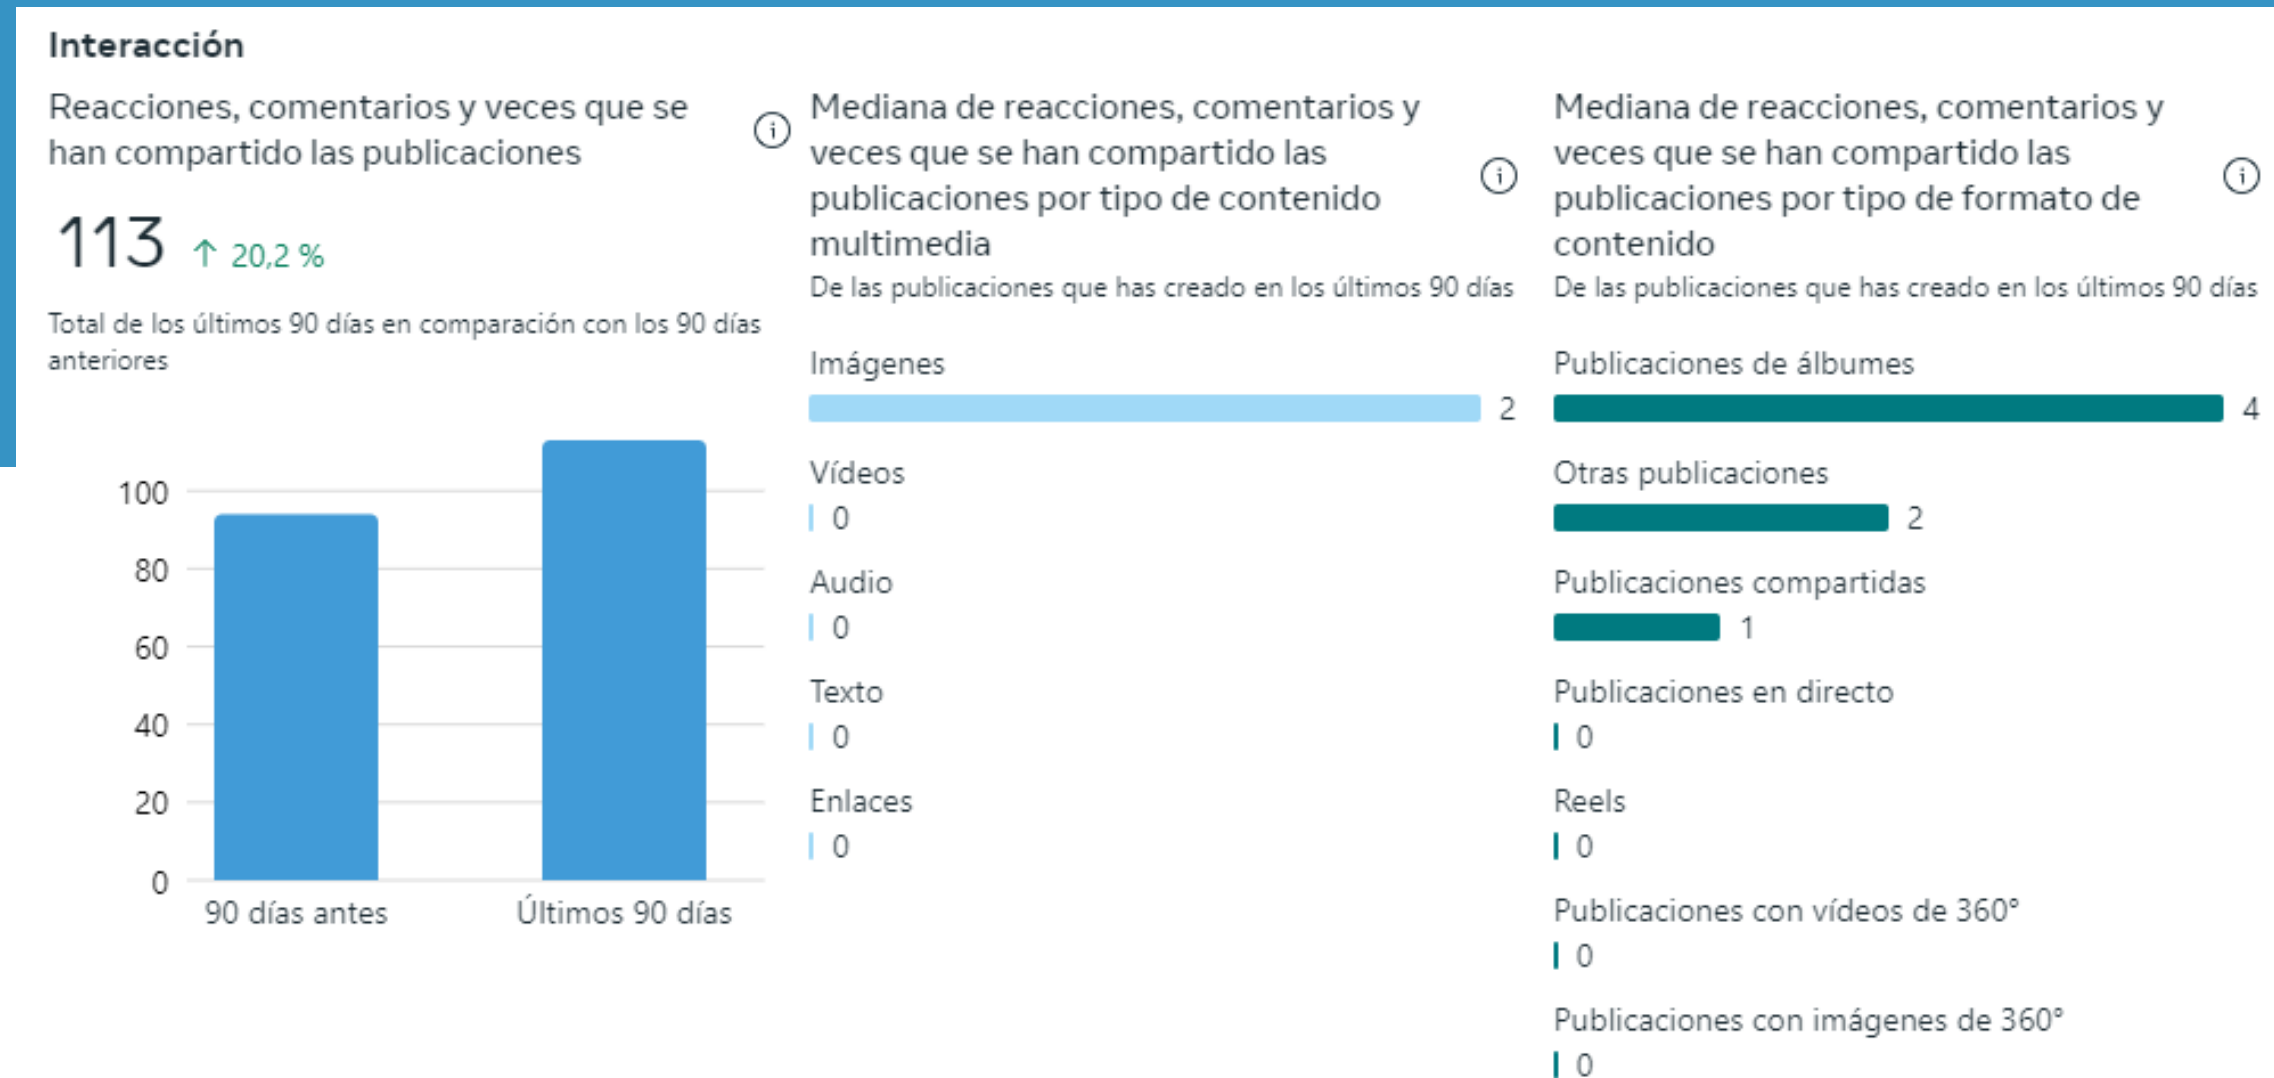 Interacción
Reacciones, comentarios y veces que se
han compartido las publicaciones
113 ↑ 20,2 %
Total de los últimos 90 días en comparación con los 90 días
anteriores
100
80
60
40
20
0
90 días antes
Últimos 90 días
Mediana de reacciones, comentarios y
veces que se han compartido las
publicaciones por tipo de contenido
multimedia
De las publicaciones que has creado en los últimos 90 días
Imágenes
2
Vídeos
0
Audio
0
Texto
0
Enlaces
0
Mediana de reacciones, comentarios y
veces que se han compartido las
publicaciones por tipo de formato de
contenido
De las publicaciones que has creado en los últimos 90 días
Publicaciones de álbumes
4
Otras publicaciones
2
Publicaciones compartidas
1
Publicaciones en directo
0
Reels
0
Publicaciones con vídeos de 360°
0
Publicaciones con imágenes de 360°
0